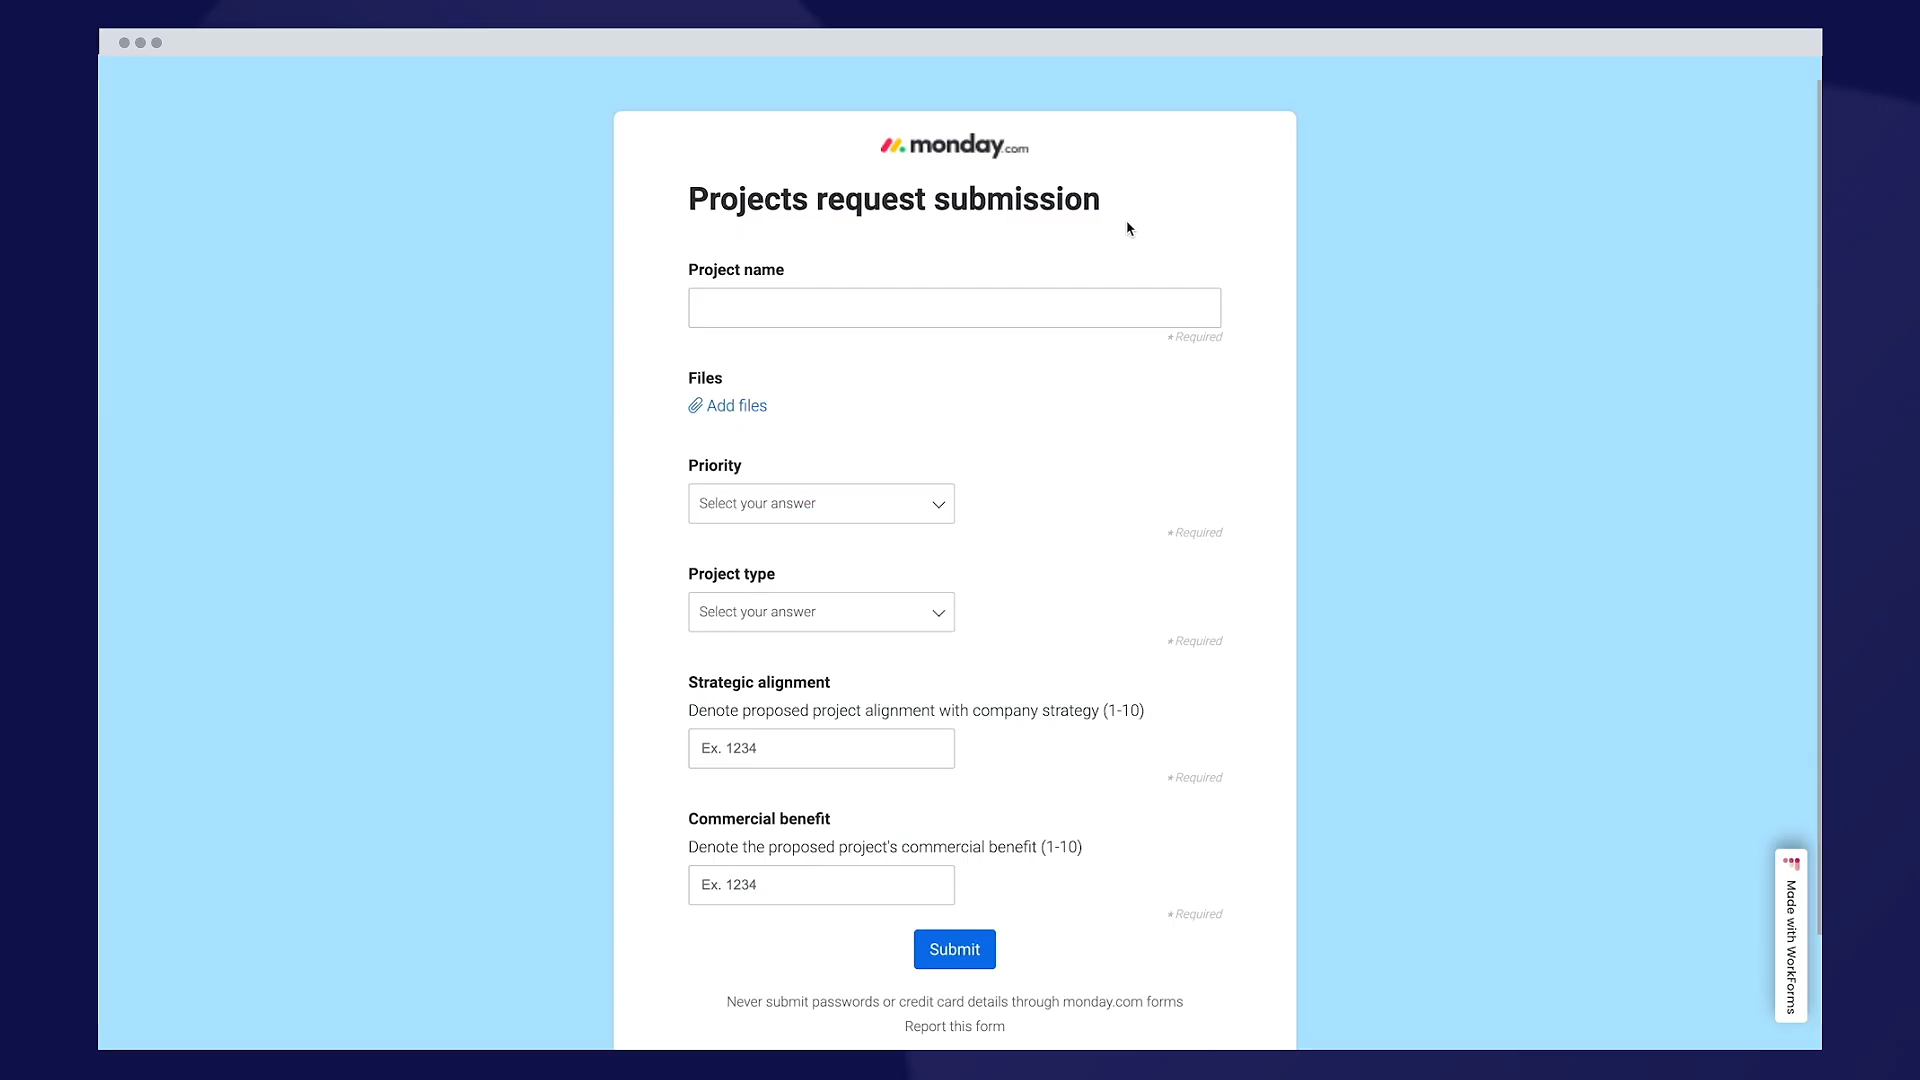 monday.com
Projects request submission
Project name
* Required
Files
Add files
Priority
Select your answer
* Required
Project type
Select your answer
* Required
Strategic alignment
Denote proposed project alignment with company strategy (1-10)
Ex. 1234
* Required
Commercial benefit
Denote the proposed project's commercial benefit (1-10)
Ex. 1234
* Required
Submit
Never submit passwords or credit card details through monday.com forms
Report this form
Made with WorkForms